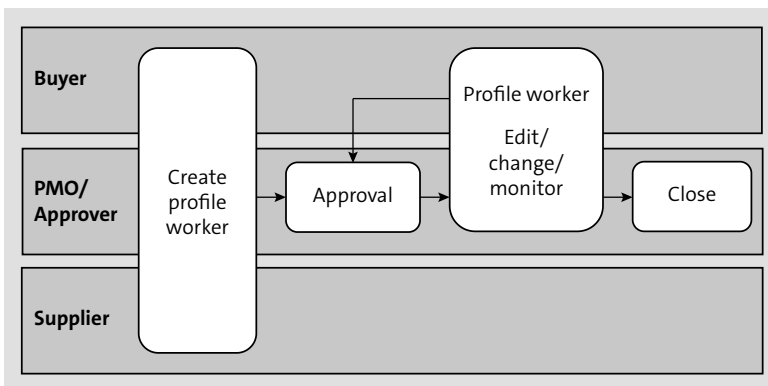 Buyer
PMO/
Approver
Supplier
Create
profile
worker
Approval
Profile worker
Edit/
change/
monitor
Close